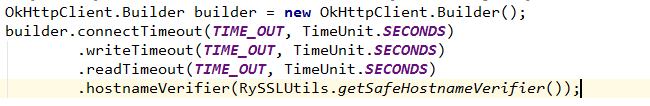 OkHttpClient.Builder builder = new OkHttpClient.Builder();
builder.connectTimeout(TIME_OUT, TimeUnit.SECONDS)
.writeTimeout(TIME_OUT, TimeUnit.SECONDS)
.readTimeout(TIME_OUT, TimeUnit.SECONDS)
.hostnameVerifier(RySSLUtils.getSafeHostnameVerifier());